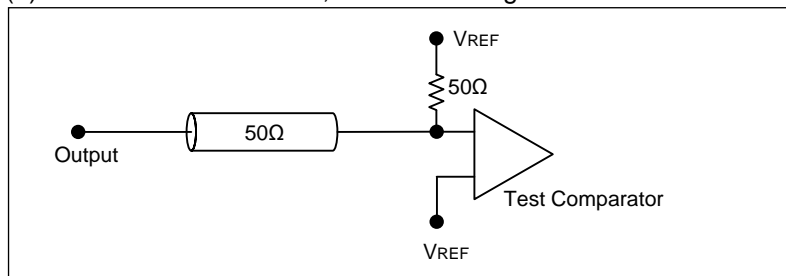 VREF
50Ω
50Ω
Output
Test Comparator
VREF